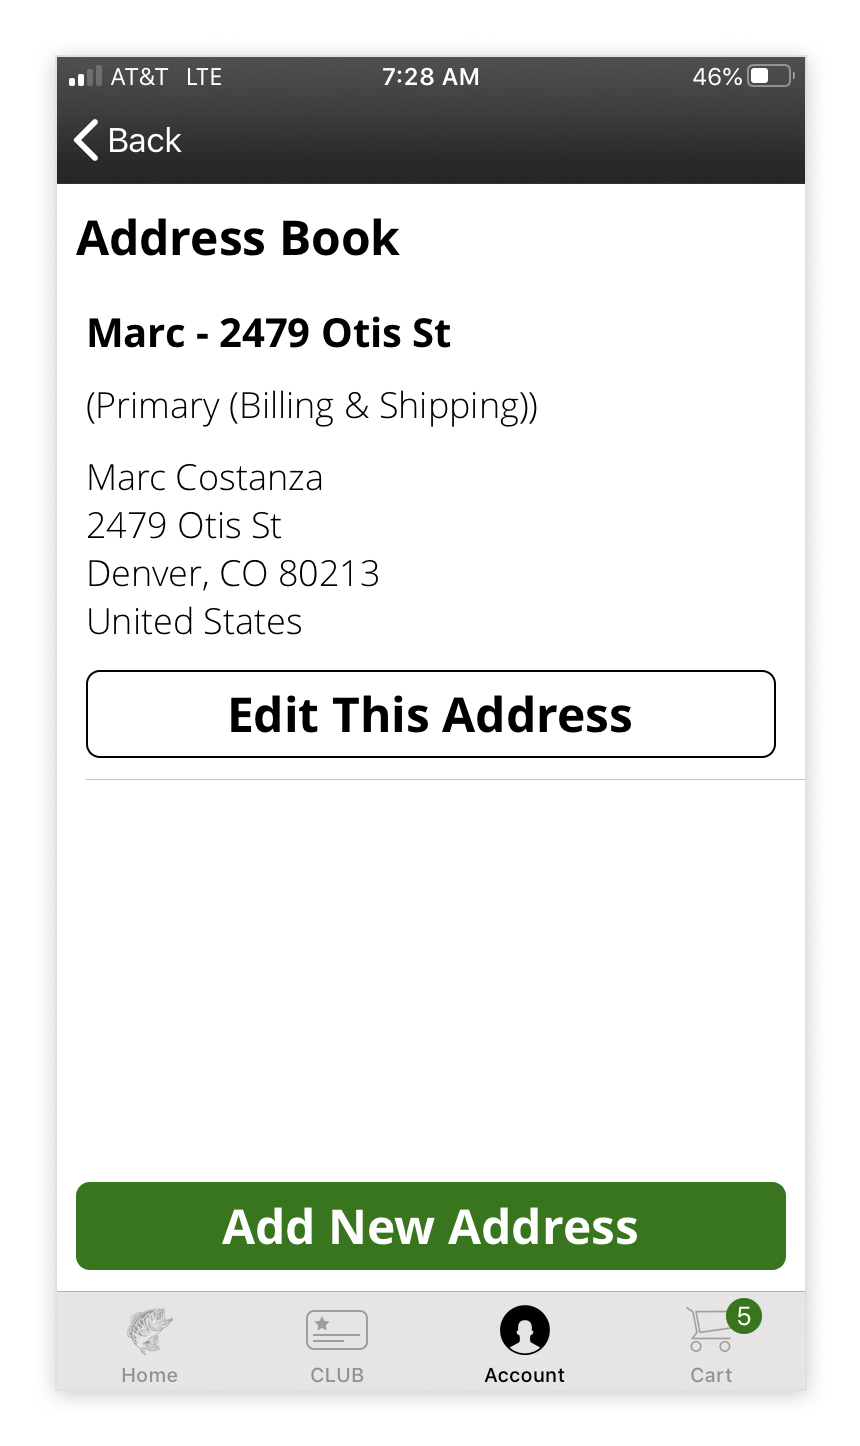 AT&T LTE 7:28 AM 46%
Back
Address Book
Marc - 2479 Otis St
(Primary (Billing & Shipping))
Marc Costanza
2479 Otis St
Denver, CO 80213
United States
Edit This Address
Add New Address
5
Home CLUB Account Cart